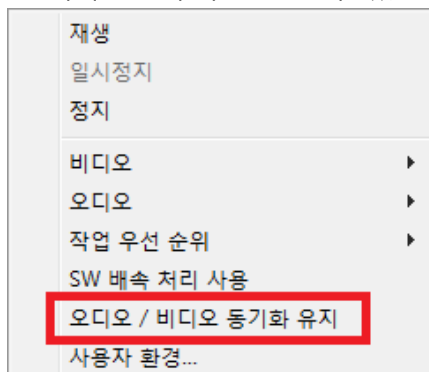 재생
일시정지
정지
비디오
오디오
작업 우선 순위
SW 배속 처리 사용
오디오 / 비디오 동기화 유지
사용자 환경...